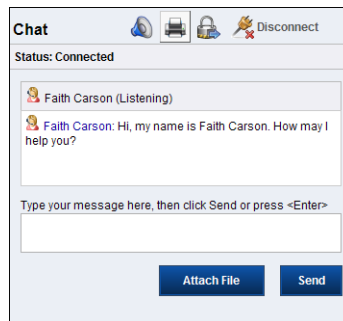 Chat
Disconnect
Status: Connected
Faith Carson (Listening)
Faith Carson: Hi, my name is Faith Carson. How may I
help you?
Type your message here, then click Send or press <Enter>
Attach File
Send